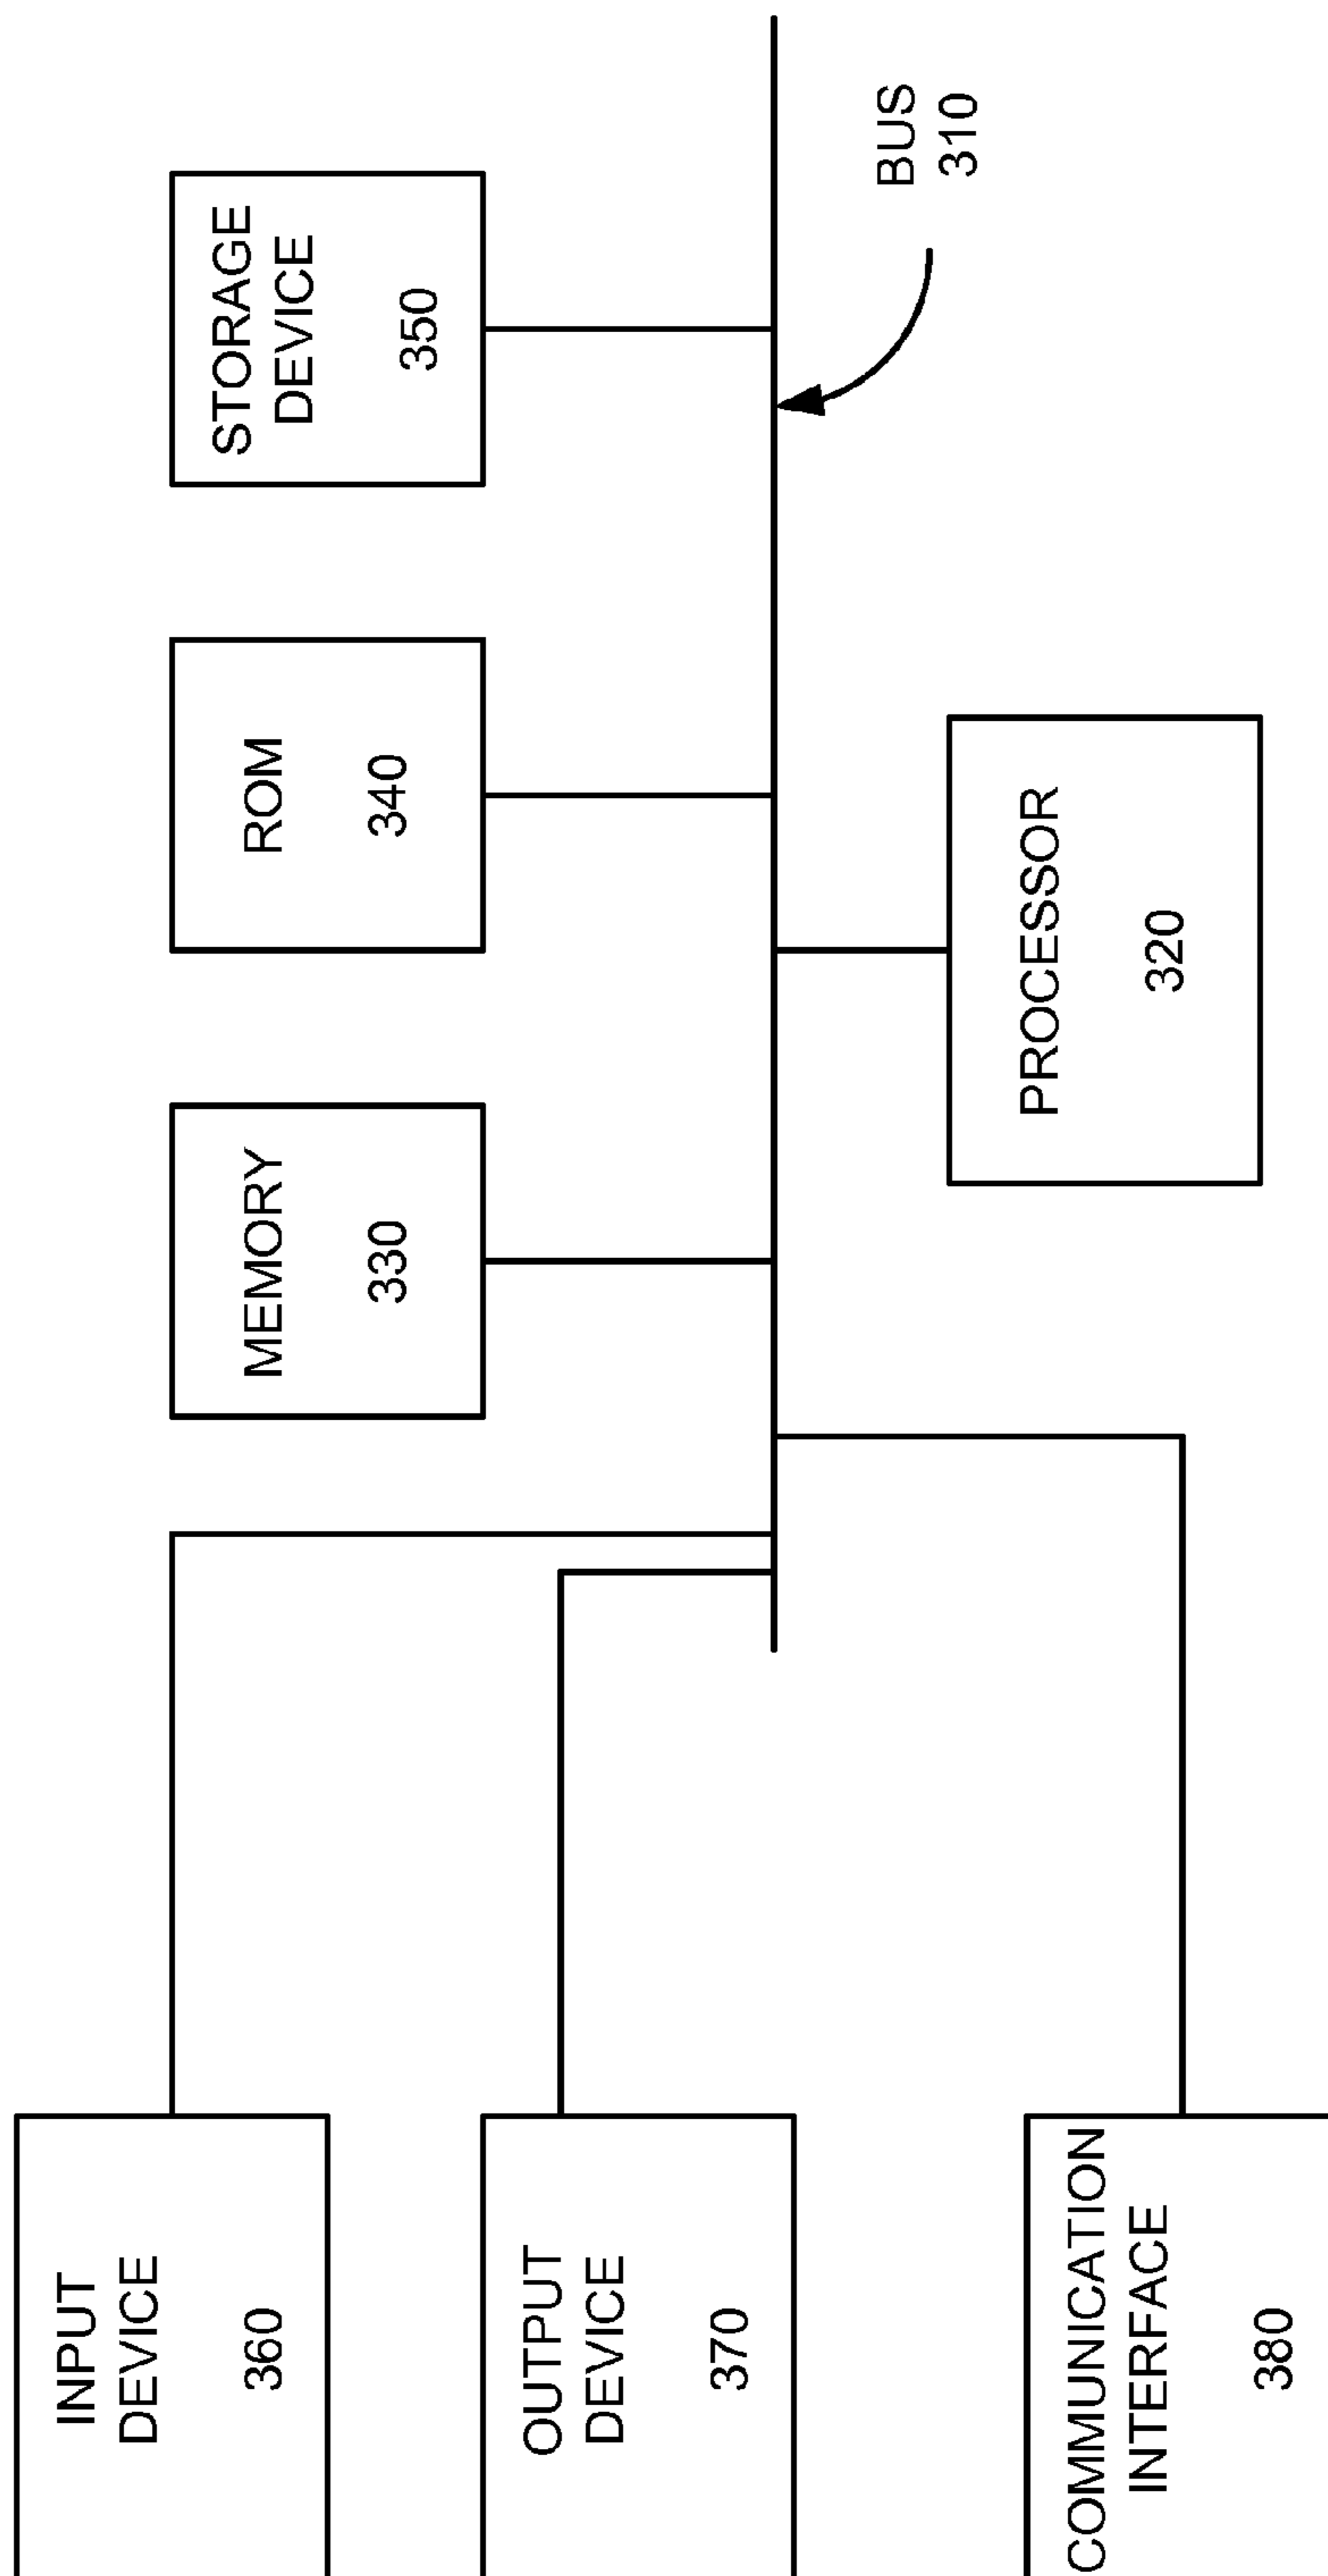 INPUT
DEVICE
360
MEMORY
330
ROM
340
STORAGE
DEVICE
350
OUTPUT
DEVICE
370
BUS
310
COMMUNICATION
INTERFACE
380
PROCESSOR
320